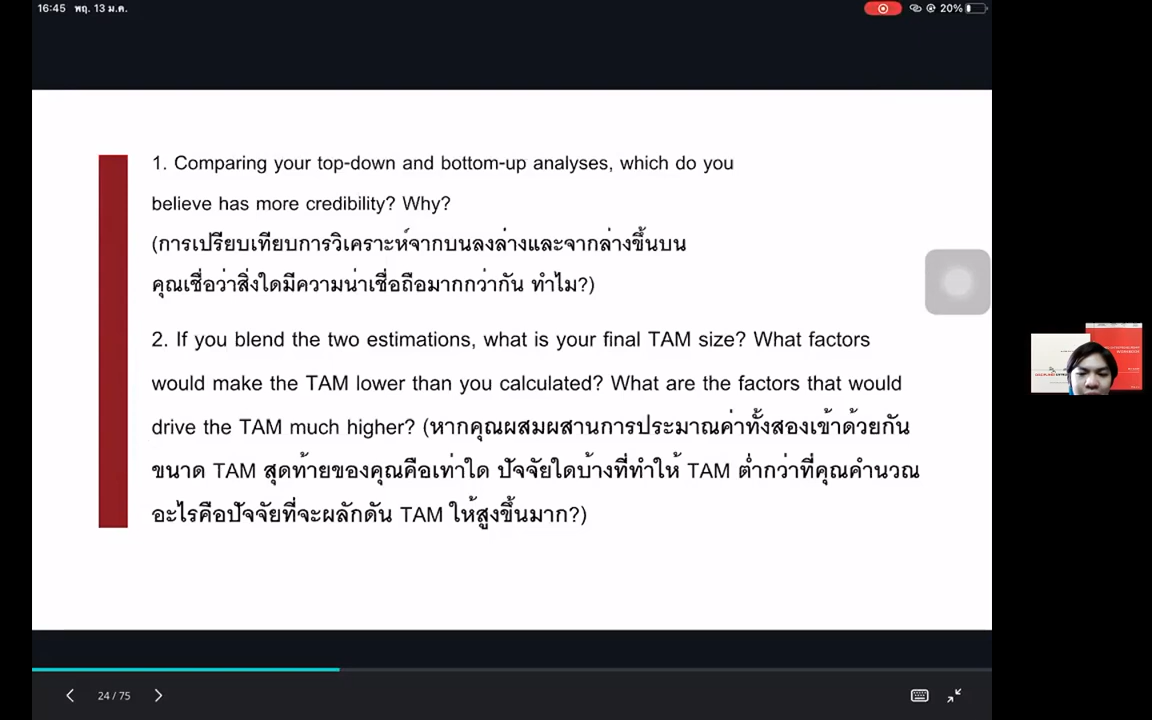 16:45 พฤ. 13 ม.ค.
20%
1. Comparing your top-down and bottom-up analyses, which do you
believe has more credibility? Why?
(การเปรียบเทียบการวิเคราะห์จากบนลงล่างและจากล่างขึ้นบน
คุณเชื่อว่าสิ่งใดมีความน่าเชื่อถือมากกว่ากัน ทำไม?)
2. If you blend the two estimations, what is your final TAM size? What factors
would make the TAM lower than you calculated? What are the factors that would
drive the TAM much higher? (หากคุณผสมผสานการประมาณค่าทั้งสองเข้าด้วยกัน
ขนาด TAM สุดท้ายของคุณคือเท่าใด ปัจจัยใดบ้างที่ทำให้ TAM ต่ำกว่าที่คุณคำนวณ
อะไรคือปัจจัยที่จะผลักดัน TAM ให้สูงขึ้นมาก?)
24 / 75